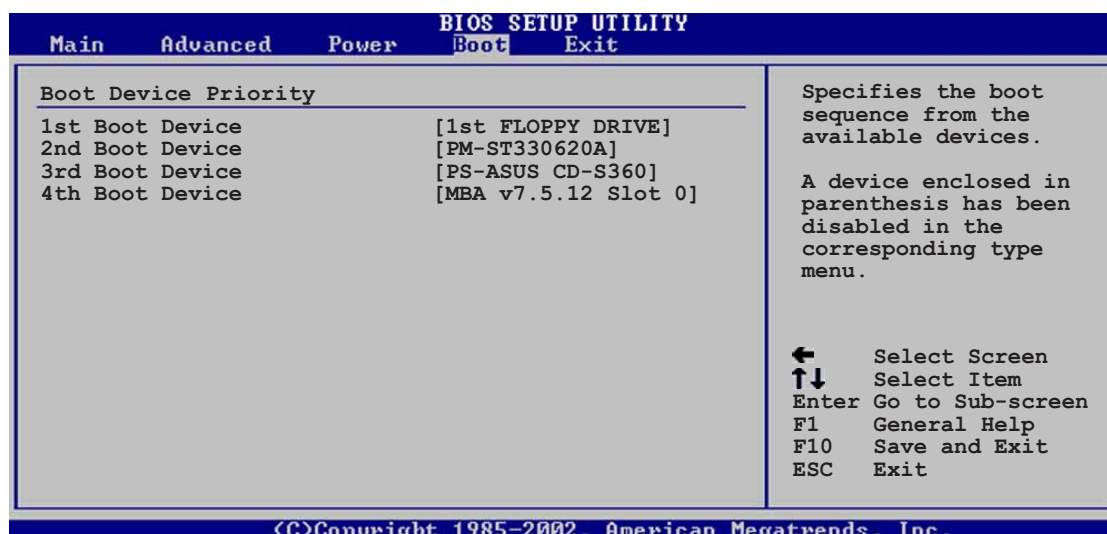 BIOS SETUP UTILITY
Main Advanced Power Boot Exit
Boot Device Priority
1st Boot Device [1st FLOPPY DRIVE]
2nd Boot Device [PM-ST330620A]
3rd Boot Device [PS-ASUS CD-S360]
4th Boot Device [MBA v7.5.12 Slot 0]
Specifies the boot
sequence from the
available devices.
A device enclosed in
parenthesis has been
disabled in the
corresponding type
menu.
← Select Screen
↑↓ Select Item
Enter Go to Sub-screen
F1 General Help
F10 Save and Exit
ESC Exit
(C)Copyright 1985-2002, American Megatrends, Inc.